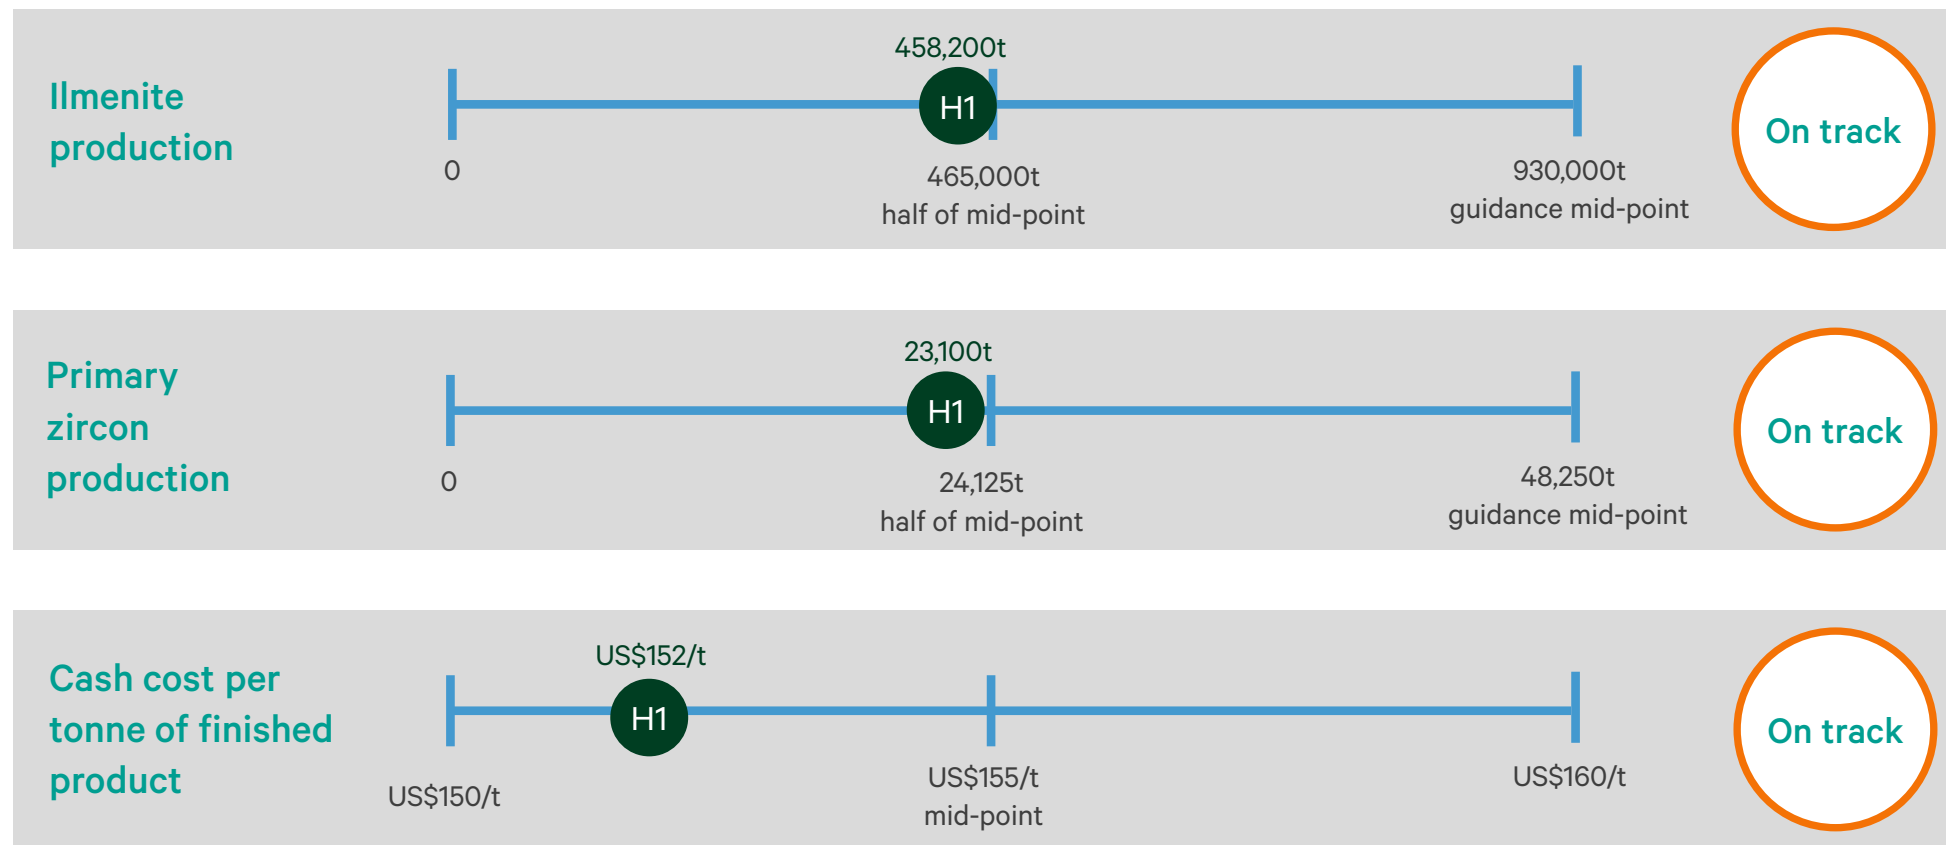 Ilmenite
production
458,200t
H1
0
465,000t
half of mid-point
930,000t
guidance mid-point
On track
Primary
zircon
production
23,100t
H1
0
24,125t
half of mid-point
48,250t
guidance mid-point
On track
Cash cost per
tonne of finished
product
US$152/t
H1
US$150/t
US$155/t
mid-point
US$160/t
On track